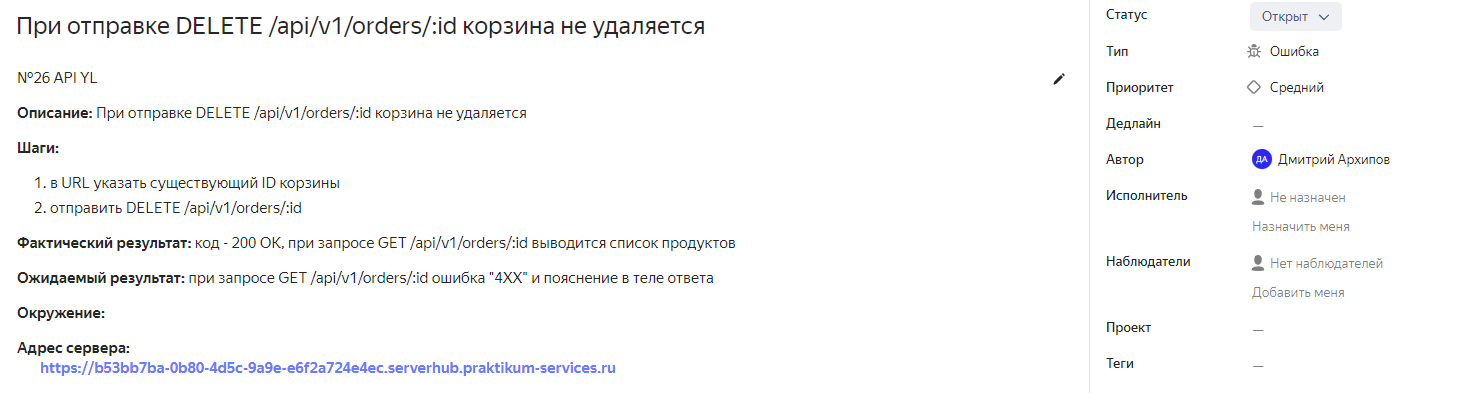 При отправке DELETE /api/v1/orders/:id корзина не удаляется
№26 API YL
Описание: При отправке DELETE /api/v1/orders/:id корзина не удаляется
Шаги:
1. в URL указать существующий ID корзины
2. отправить DELETE /api/v1/orders/:id
Фактический результат: код - 200 OK, при запросе GET /api/v1/orders/:id выводится список продуктов
Ожидаемый результат: при запросе GET /api/v1/orders/:id ошибка "4XX" и пояснение в теле ответа
Окружение:
Адрес сервера:
https://b53bb7ba-0b80-4d5c-9a9e-e6f2a724e4ec.serverhub.praktikum-services.ru
Статус Открыт
Тип Ошибка
Приоритет Средний
Дедлайн —
Автор ДА Дмитрий Архипов
Исполнитель Не назначен
Назначить меня
Наблюдатели Нет наблюдателей
Добавить меня
Проект —
Теги —